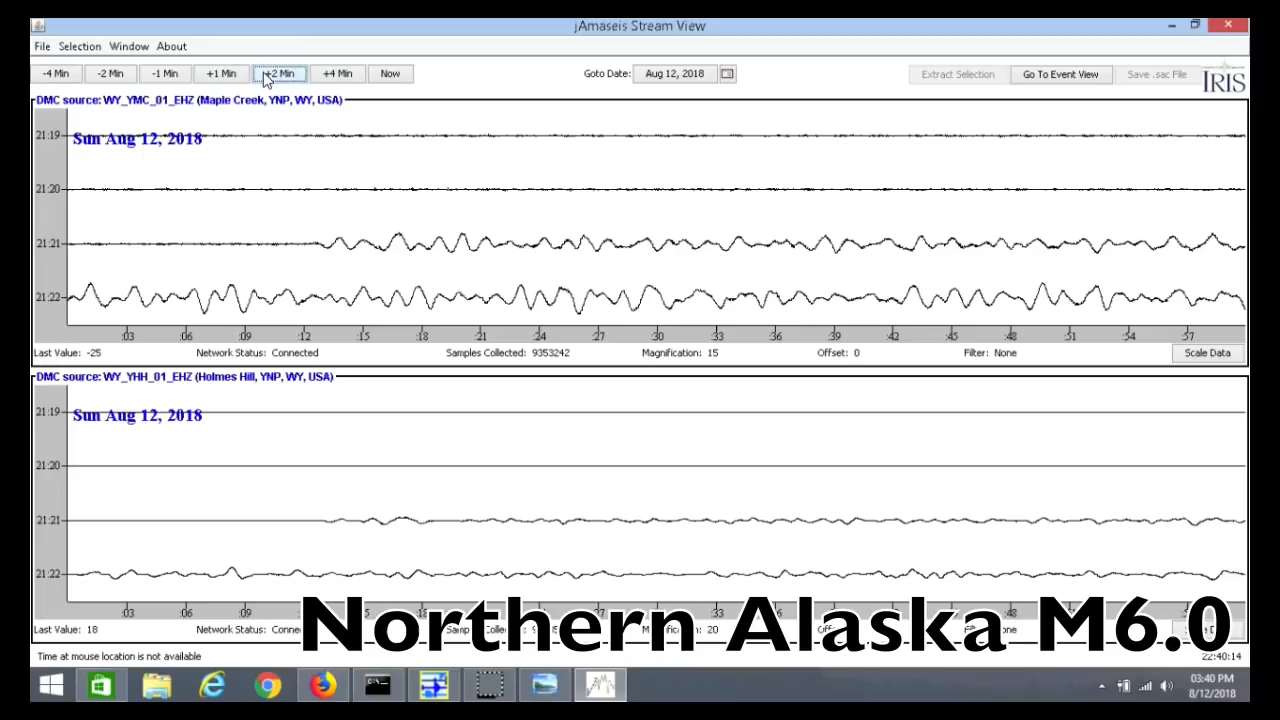 jAmaseis Stream View
File Selection Window About
-4 Min -2 Min -1 Min +1 Min +2 Min +4 Min Now Goto Date: Aug 12, 2018 Extract Selection Go To Event View Save .sac File IRIS
DMC source: WY_YMC_01_EHZ (Maple Creek, YNP, WY, USA)
21:19
Sun Aug 12, 2018
21:20
21:21
21:22
:03 :06 :09 :12 :15 :18 :21 :24 :27 :30 :33 :36 :39 :42 :45 :48 :51 :54 :57
Last Value: -25 Network Status: Connected Samples Collected: 9353242 Magnification: 15 Offset: 0 Filter: None Scale Data
DMC source: WY_YHH_01_EHZ (Holmes Hill, YNP, WY, USA)
21:19
Sun Aug 12, 2018
21:20
21:21
21:22
:03 :06 :09 :33 :48
Last Value: 18 Network Status: 20
Northern Alaska M6.0
Time at mouse location is not available 22:40:14
03:40 PM
8/12/2018